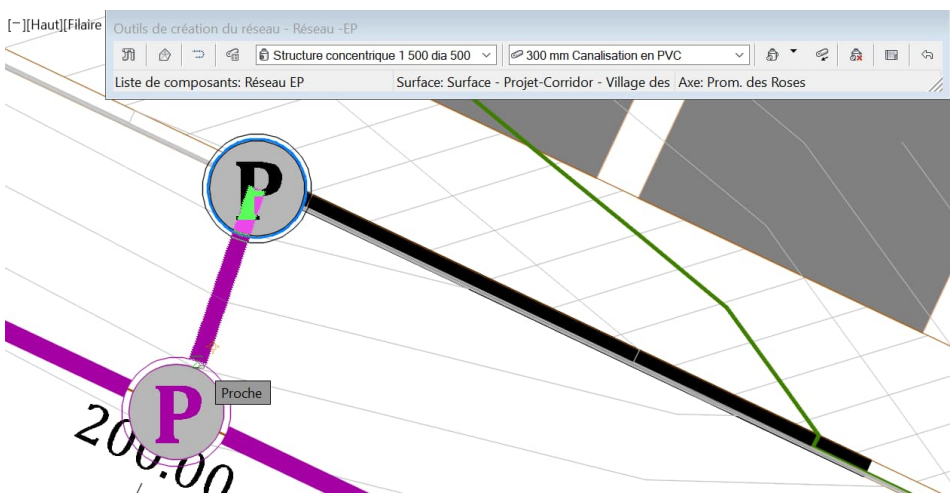 [−][Haut][Filaire
Outils de création du réseau - Réseau -EP
Structure concentrique 1 500 dia 500
300 mm Canalisation en PVC
Liste de composants: Réseau EP
Surface: Surface - Projet-Corridor - Village des
Axe: Prom. des Roses
P
Proche
P
200.00